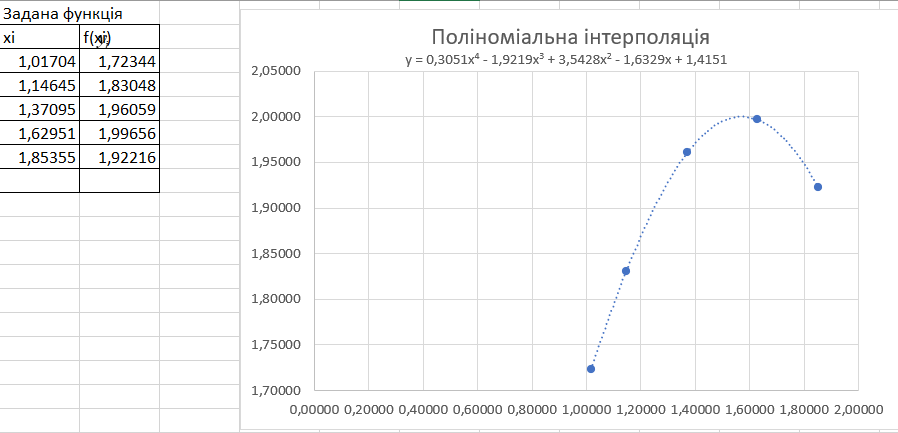 Задана функція
xi f(xi)
1,01704 1,72344
1,14645 1,83048
1,37095 1,96059
1,62951 1,99656
1,85355 1,92216
Поліноміальна інтерполяція
y = 0,3051x⁴ - 1,9219x³ + 3,5428x² - 1,6329x + 1,4151
2,05000
2,00000
1,95000
1,90000
1,85000
1,80000
1,75000
1,70000
0,00000 0,20000 0,40000 0,60000 0,80000 1,00000 1,20000 1,40000 1,60000 1,80000 2,00000